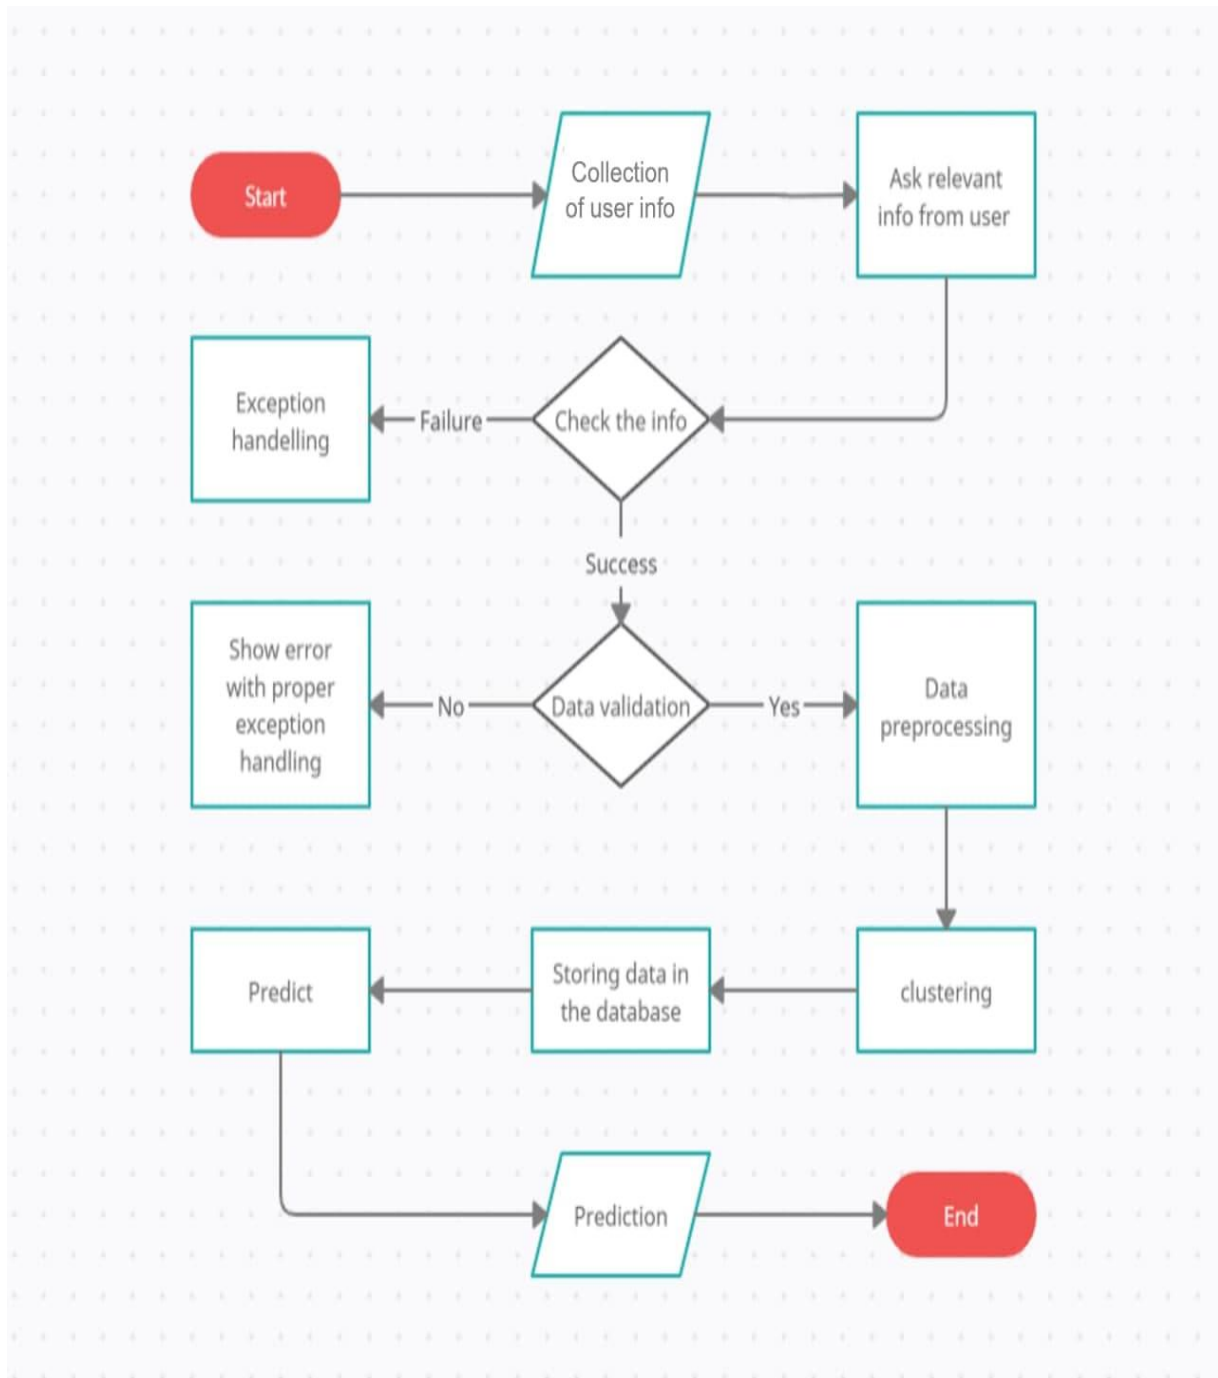 Start
Collection
of user info
Ask relevant
info from user
Exception
handelling
Failure
Check the info
Success
Show error
with proper
exception
handling
No
Data validation
Yes
Data
preprocessing
Predict
Storing data in
the database
clustering
Prediction
End